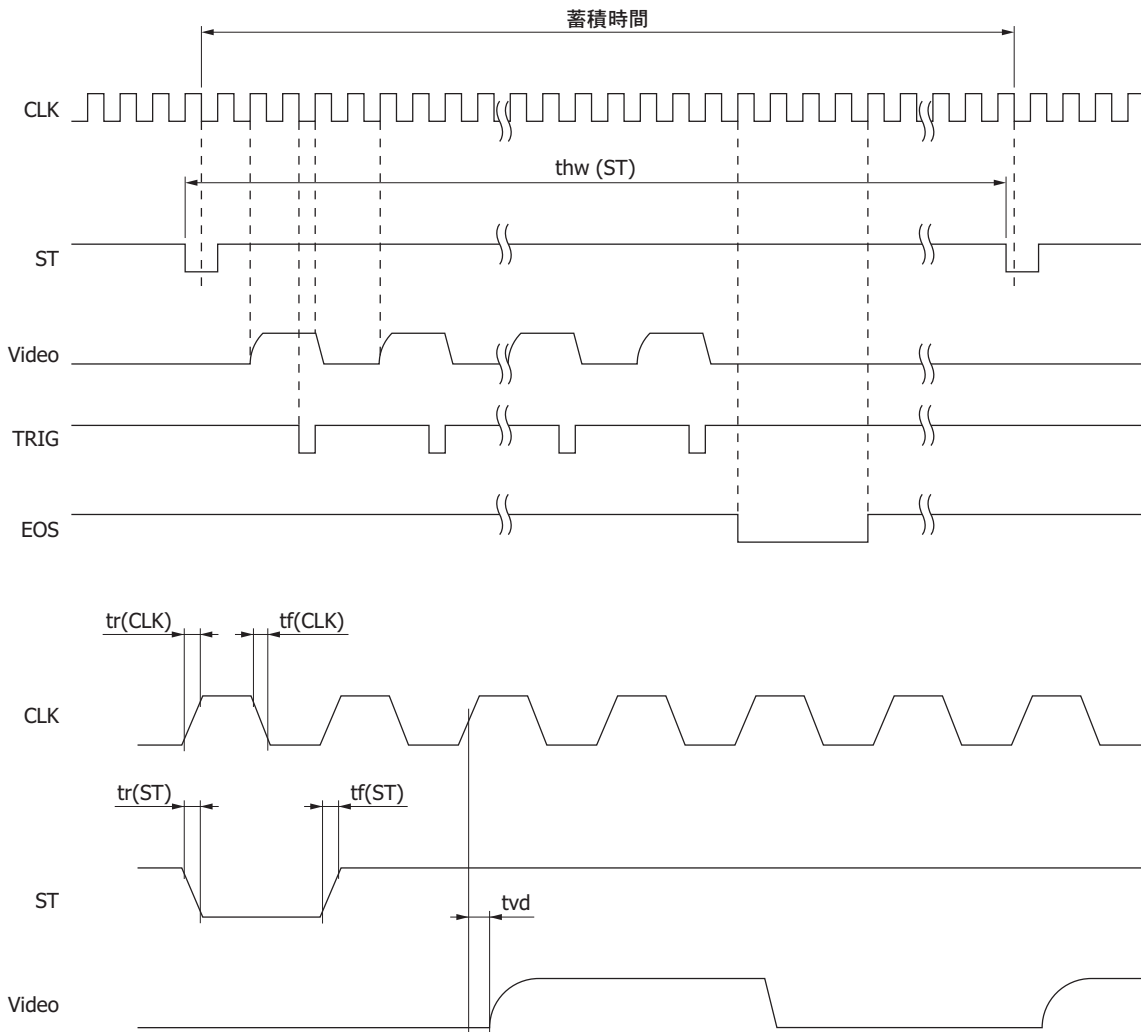 蓄積時間
CLK
thw (ST)
ST
Video
TRIG
EOS
tr(CLK) tf(CLK)
CLK
tr(ST) tf(ST)
ST
tvd
Video